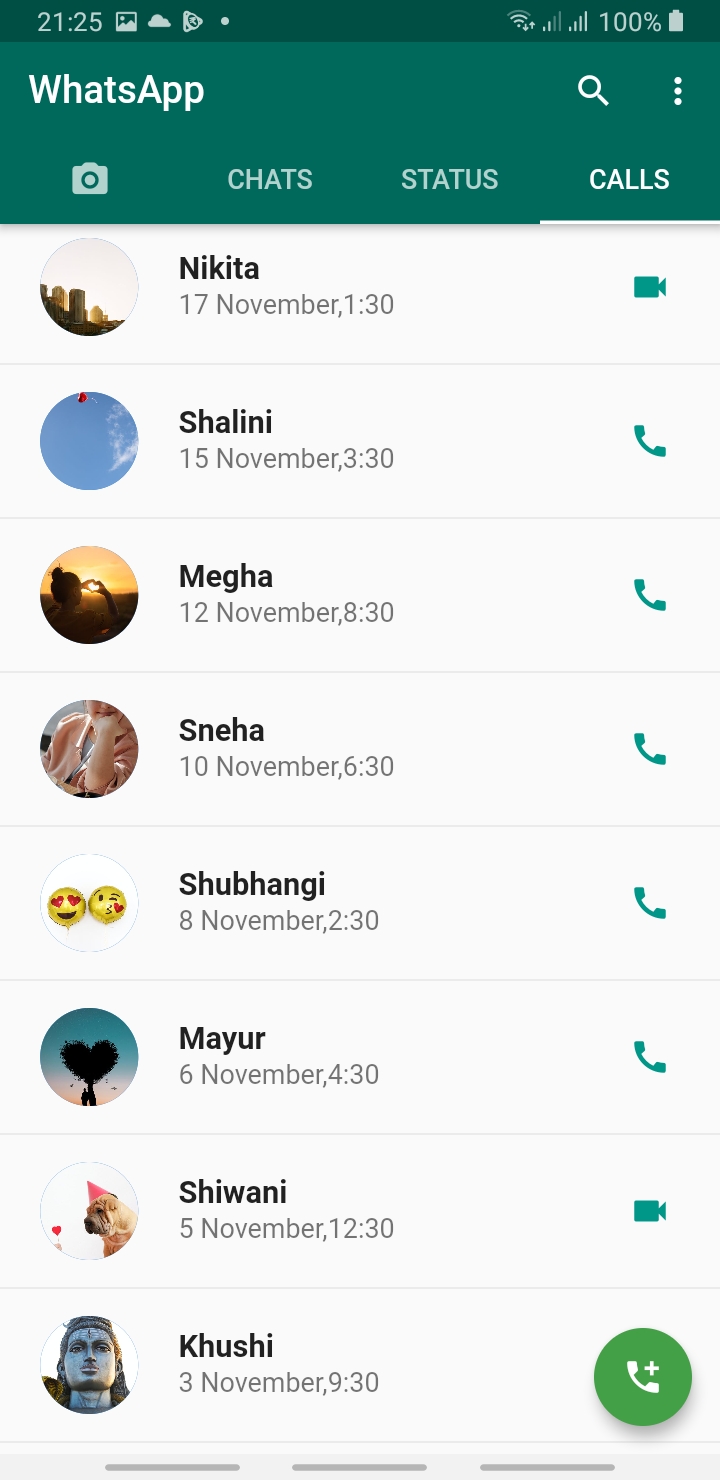 21:25 100%
WhatsApp
CHATS STATUS CALLS
Nikita
17 November,1:30
Shalini
15 November,3:30
Megha
12 November,8:30
Sneha
10 November,6:30
Shubhangi
8 November,2:30
Mayur
6 November,4:30
Shiwani
5 November,12:30
Khushi
3 November,9:30